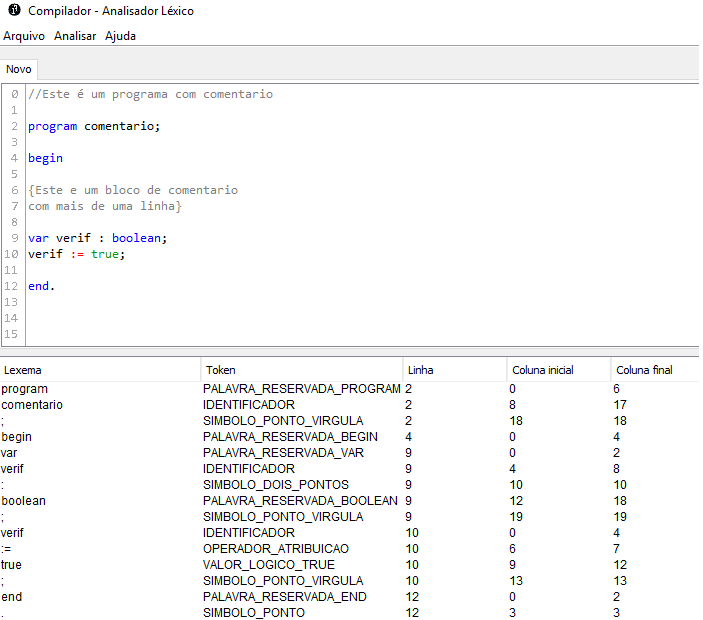 Compilador - Analisador Léxico
Arquivo Analisar Ajuda
Novo
0 //Este é um programa com comentario
1
2 program comentario;
3
4 begin
5
6 {Este e um bloco de comentario
7 com mais de uma linha}
8
9 var verif : boolean;
10 verif := true;
11
12 end.
13
14
15
Lexema Token Linha Coluna inicial Coluna final
program PALAVRA_RESERVADA_PROGRAM 2 0 6
comentario IDENTIFICADOR 2 8 17
; SIMBOLO_PONTO_VIRGULA 2 18 18
begin PALAVRA_RESERVADA_BEGIN 4 0 4
var PALAVRA_RESERVADA_VAR 9 0 2
verif IDENTIFICADOR 9 4 8
: SIMBOLO_DOIS_PONTOS 9 10 10
boolean PALAVRA_RESERVADA_BOOLEAN 9 12 18
; SIMBOLO_PONTO_VIRGULA 9 19 19
verif IDENTIFICADOR 10 0 4
:= OPERADOR_ATRIBUICAO 10 6 7
true VALOR_LOGICO_TRUE 10 9 12
; SIMBOLO_PONTO_VIRGULA 10 13 13
end PALAVRA_RESERVADA_END 12 0 2
. SIMBOLO_PONTO 12 3 3